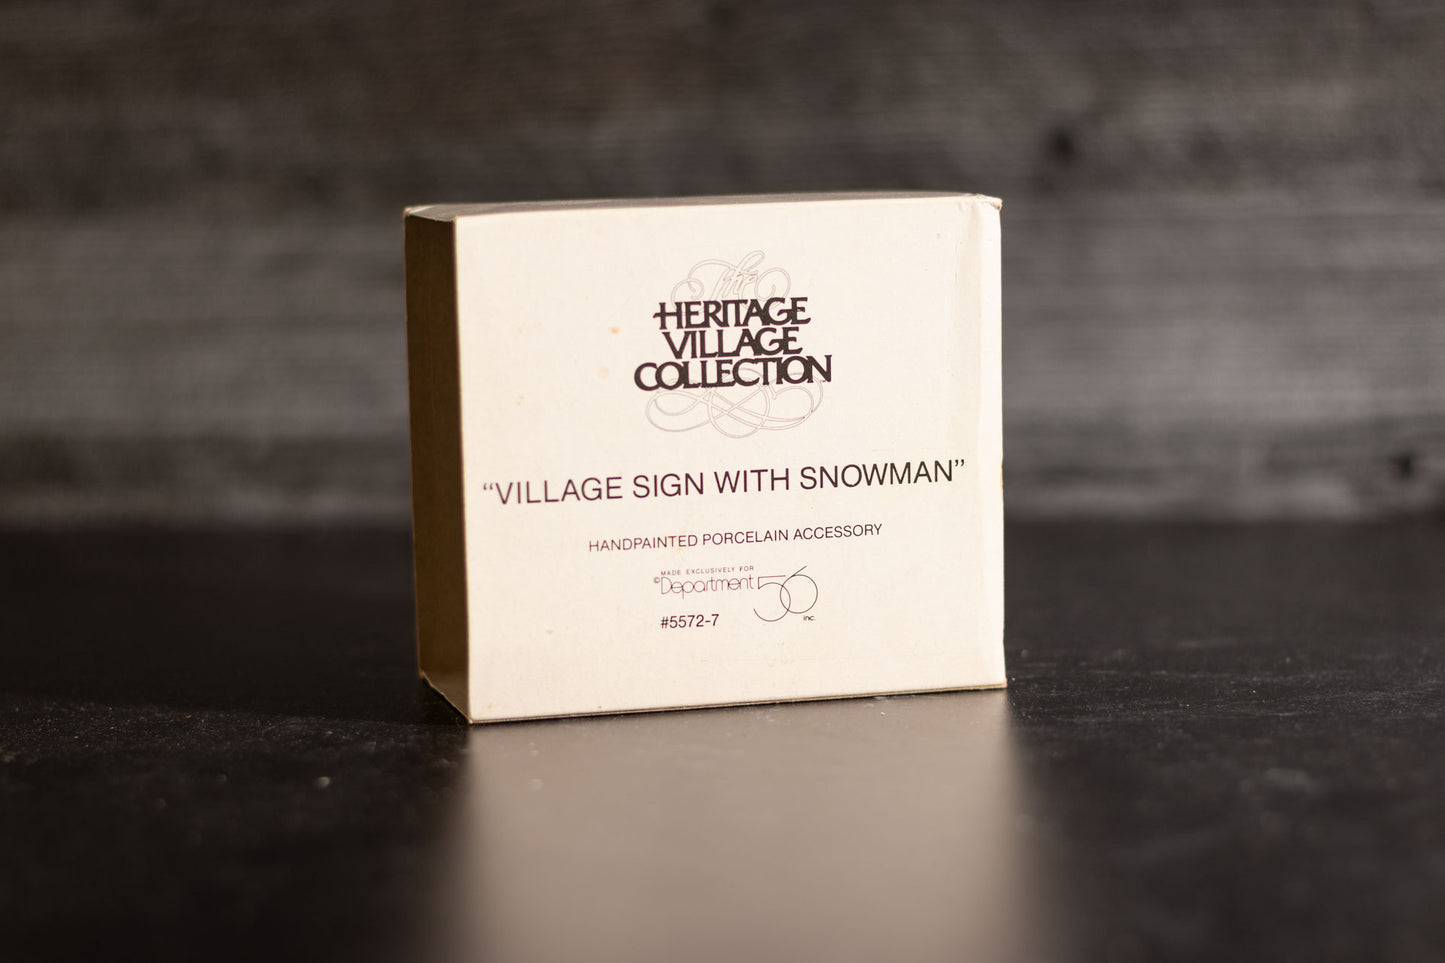 The
HERITAGE
VILLAGE
COLLECTION
“VILLAGE SIGN WITH SNOWMAN”
HANDPAINTED PORCELAIN ACCESSORY
MADE EXCLUSIVELY FOR
©Department 56
inc.
#5572-7